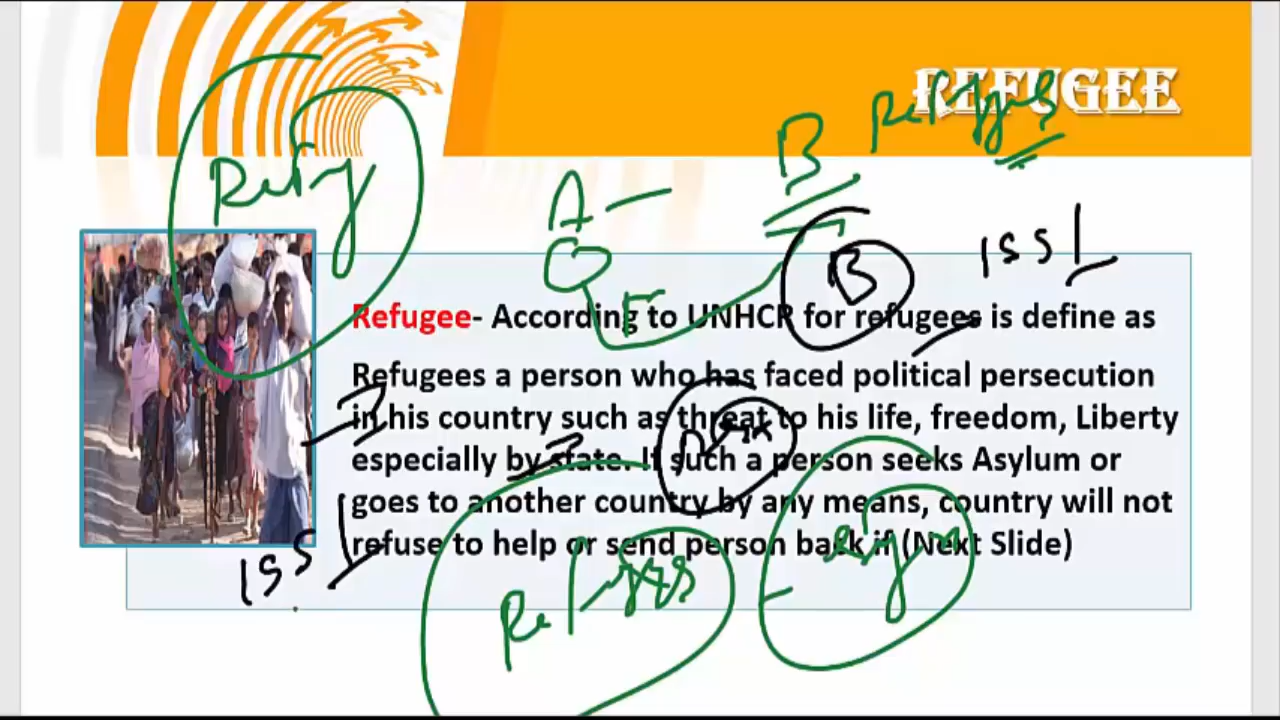 REFUGEE
A
B
B
Refugee- According to UNHCR for refugees is define as
Refugees a person who has faced political persecution
in his country such as threat to his life, freedom, Liberty
especially by state. If such a person seeks Asylum or
goes to another country by any means, country will not
refuse to help or send person back if (Next Slide)